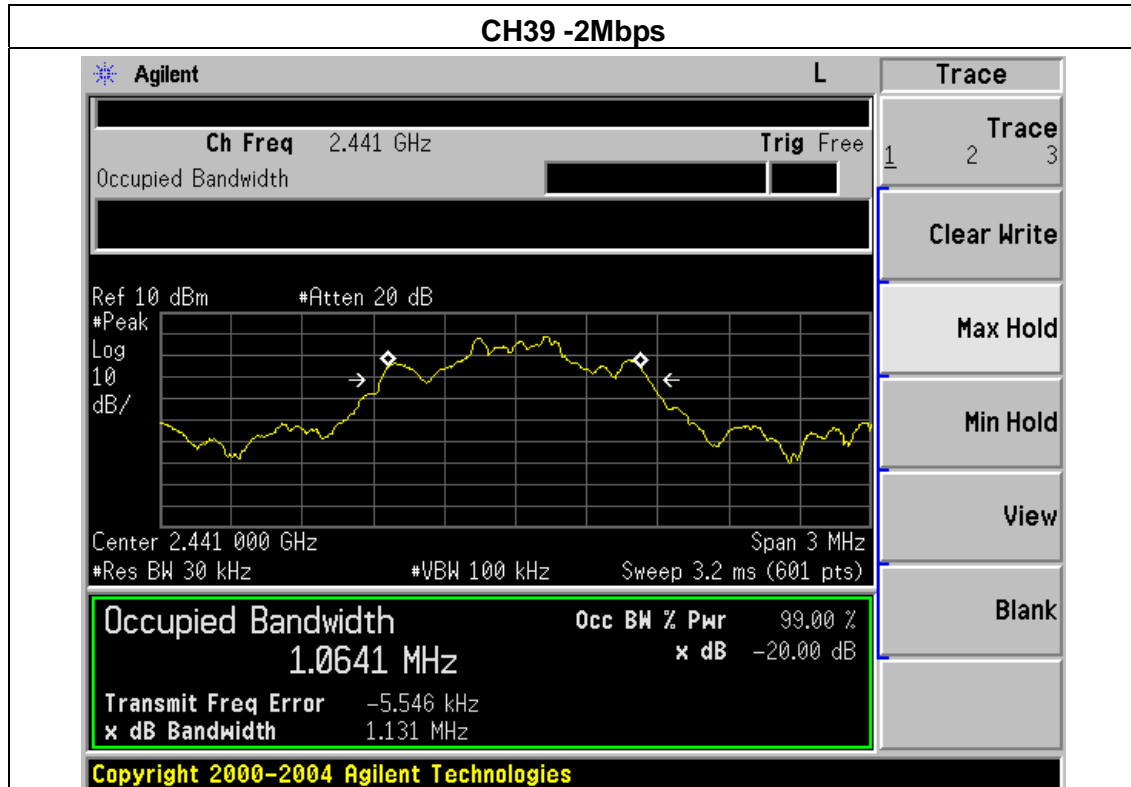 CH39 -2Mbps
Agilent L Trace
Ch Freq 2.441 GHz Trig Free
Occupied Bandwidth
Trace
1 2 3
Clear Write
Ref 10 dBm #Atten 20 dB
#Peak
Log
10
dB/
Max Hold
Min Hold
View
Center 2.441 000 GHz Span 3 MHz
#Res BW 30 kHz #VBW 100 kHz Sweep 3.2 ms (601 pts)
Blank
Occupied Bandwidth Occ BW % Pwr 99.00 %
1.0641 MHz x dB -20.00 dB
Transmit Freq Error -5.546 kHz
x dB Bandwidth 1.131 MHz
Copyright 2000-2004 Agilent Technologies